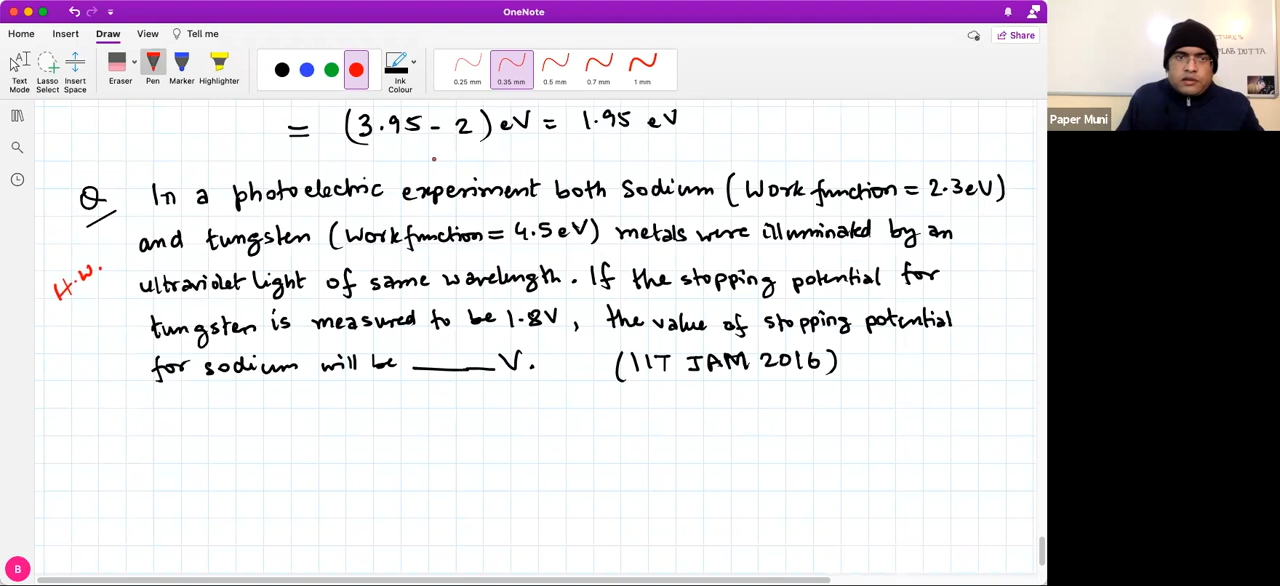 OneNote
Home Insert Draw View Tell me
Share
Text Mode
Lasso Select
Insert Space
Eraser
Pen
Marker
Highlighter
Ink Colour
0.25 mm
0.35 mm
0.5 mm
0.7 mm
1 mm
Paper Muni
= (3.95 - 2) eV = 1.95 eV
Q In a photoelectric experiment both Sodium (Work function = 2.3 eV)
and tungsten (Work function = 4.5 eV) metals were illuminated by an
H.W.
ultraviolet light of same wavelength. If the stopping potential for
tungsten is measured to be 1.8 V, the value of stopping potential
for sodium will be _____ V. (IIT JAM 2016)
B